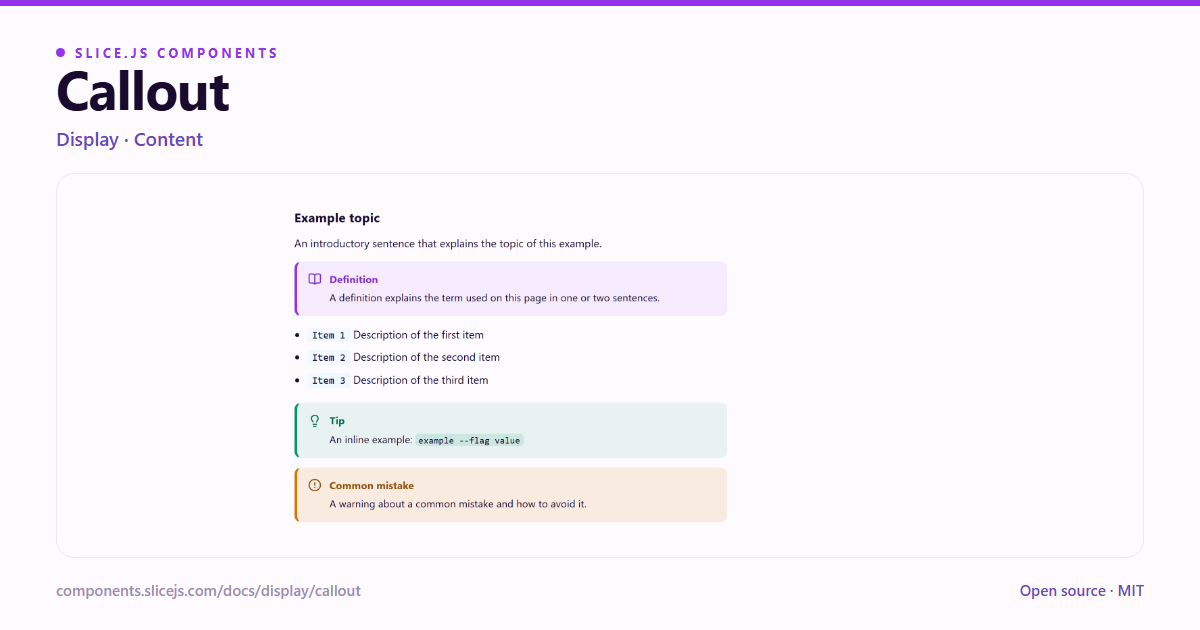 SLICE.JS COMPONENTS
Callout
Display · Content
Example topic
An introductory sentence that explains the topic of this example.
Definition
A definition explains the term used on this page in one or two sentences.
• Item 1 Description of the first item
• Item 2 Description of the second item
• Item 3 Description of the third item
Tip
An inline example: example --flag value
Common mistake
A warning about a common mistake and how to avoid it.
components.slicejs.com/docs/display/callout
Open source · MIT